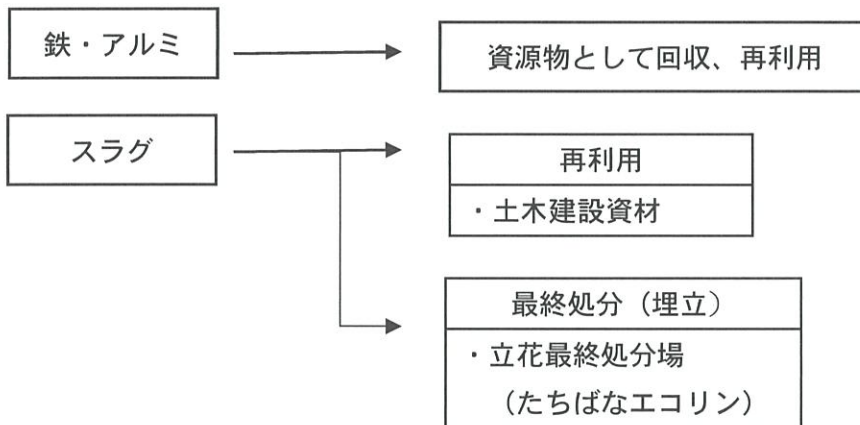 鉄・アルミ
資源物として回収、再利用
スラグ
再利用
・土木建設資材
最終処分（埋立）
・立花最終処分場
（たちばなエコリン）